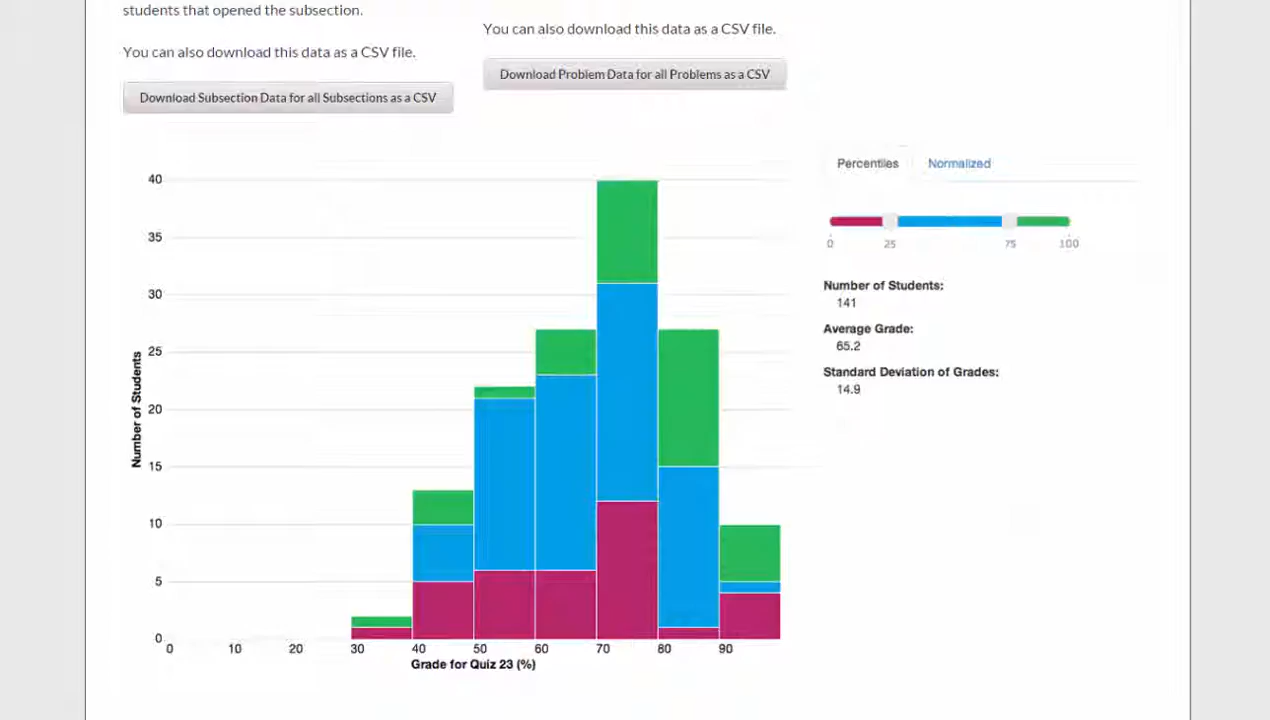 students that opened the subsection.
You can also download this data as a CSV file.
Download Subsection Data for all Subsections as a CSV
You can also download this data as a CSV file.
Download Problem Data for all Problems as a CSV
40
35
30
25
20
15
10
5
0
Number of Students
0 10 20 30 40 50 60 70 80 90
Grade for Quiz 23 (%)
Percentiles Normalized
0 25 75 100
Number of Students:
141
Average Grade:
65.2
Standard Deviation of Grades:
14.9